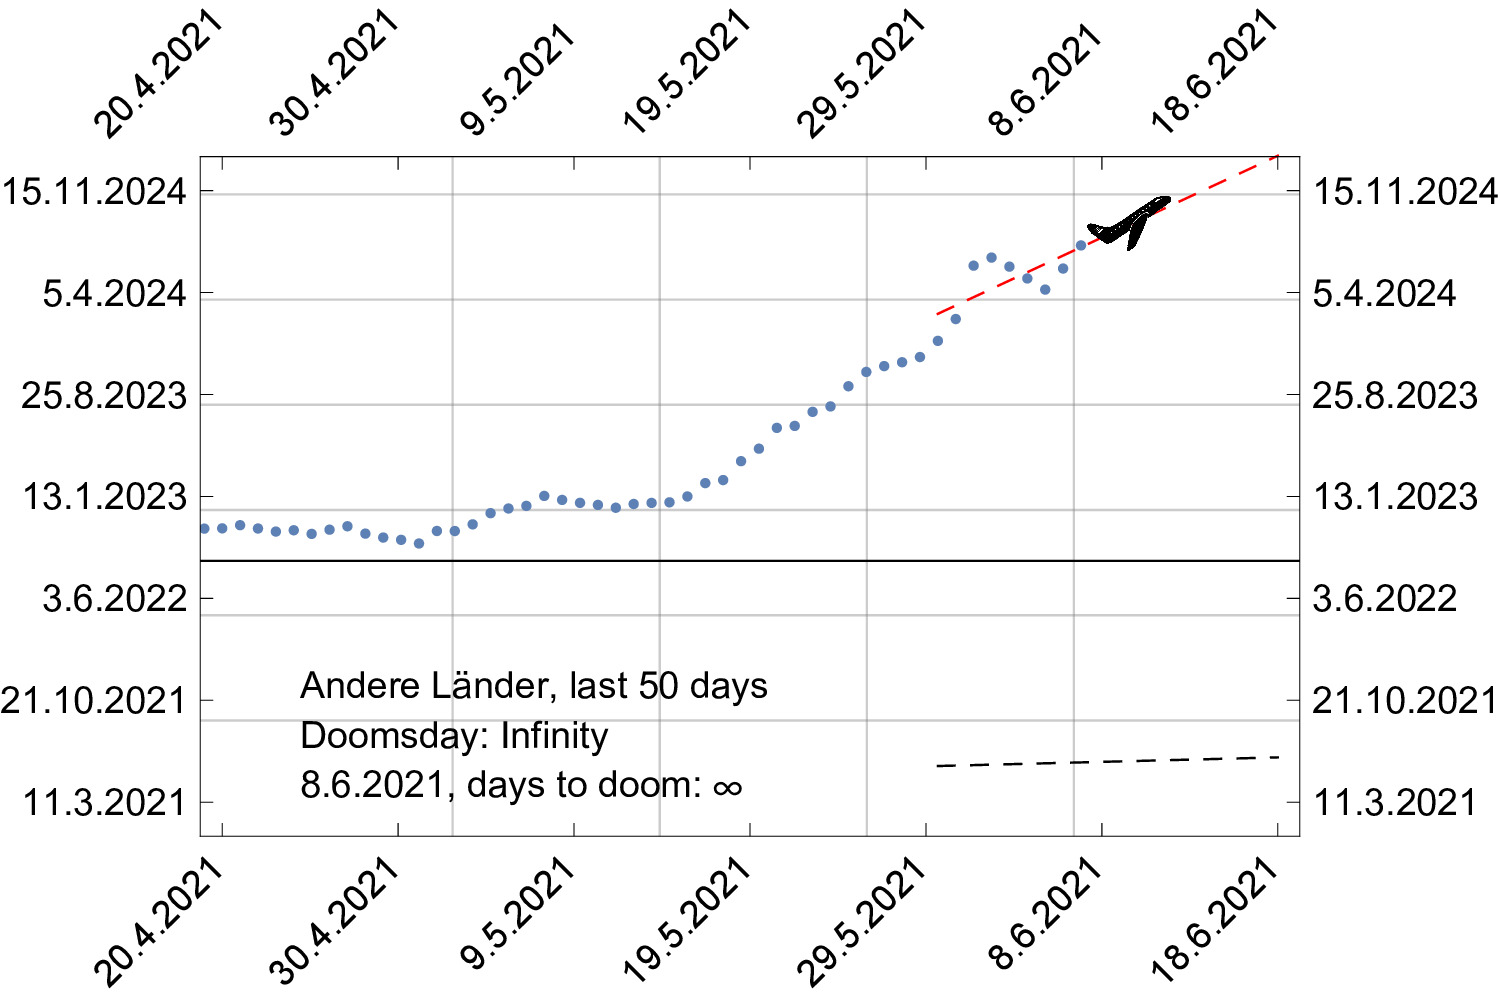 20.4.2021 30.4.2021 9.5.2021 19.5.2021 29.5.2021 8.6.2021 18.6.2021
15.11.2024 15.11.2024
5.4.2024 5.4.2024
25.8.2023 25.8.2023
13.1.2023 13.1.2023
3.6.2022 3.6.2022
Andere Länder, last 50 days
21.10.2021 21.10.2021
Doomsday: Infinity
8.6.2021, days to doom: ∞
11.3.2021 11.3.2021
20.4.2021 30.4.2021 9.5.2021 19.5.2021 29.5.2021 8.6.2021 18.6.2021